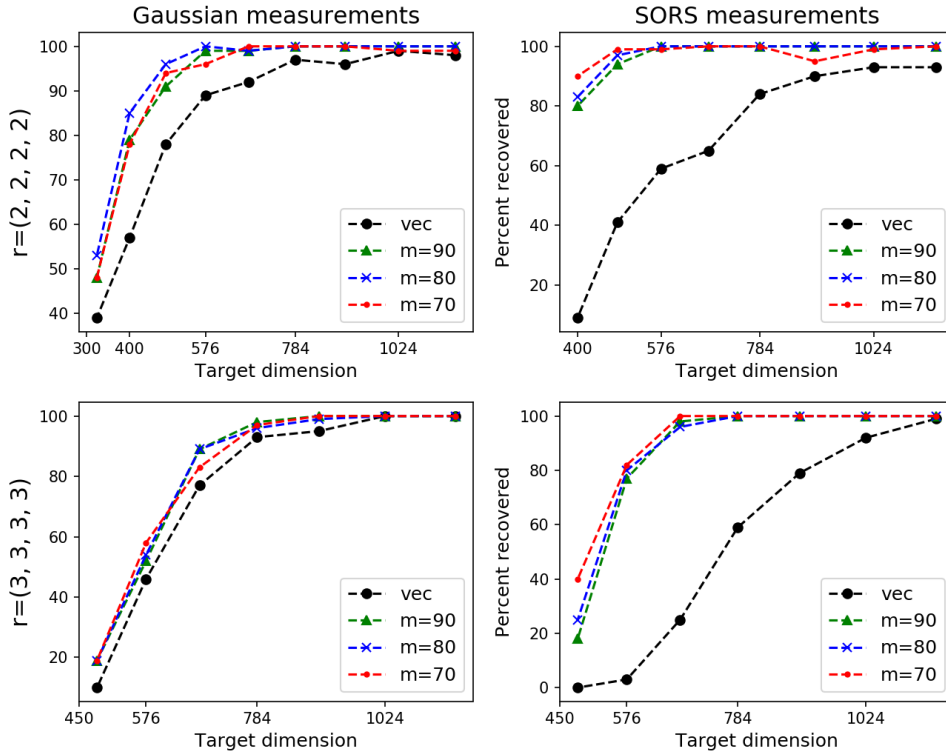 Gaussian measurements
SORS measurements
r=(2, 2, 2, 2)
100
90
80
70
60
50
40
300
400
576
784
1024
Target dimension
vec
m=90
m=80
m=70
Percent recovered
100
80
60
40
20
400
576
784
1024
Target dimension
vec
m=90
m=80
m=70
r=(3, 3, 3, 3)
100
80
60
40
20
450
576
784
1024
Target dimension
vec
m=90
m=80
m=70
Percent recovered
100
80
60
40
20
0
450
576
784
1024
Target dimension
vec
m=90
m=80
m=70